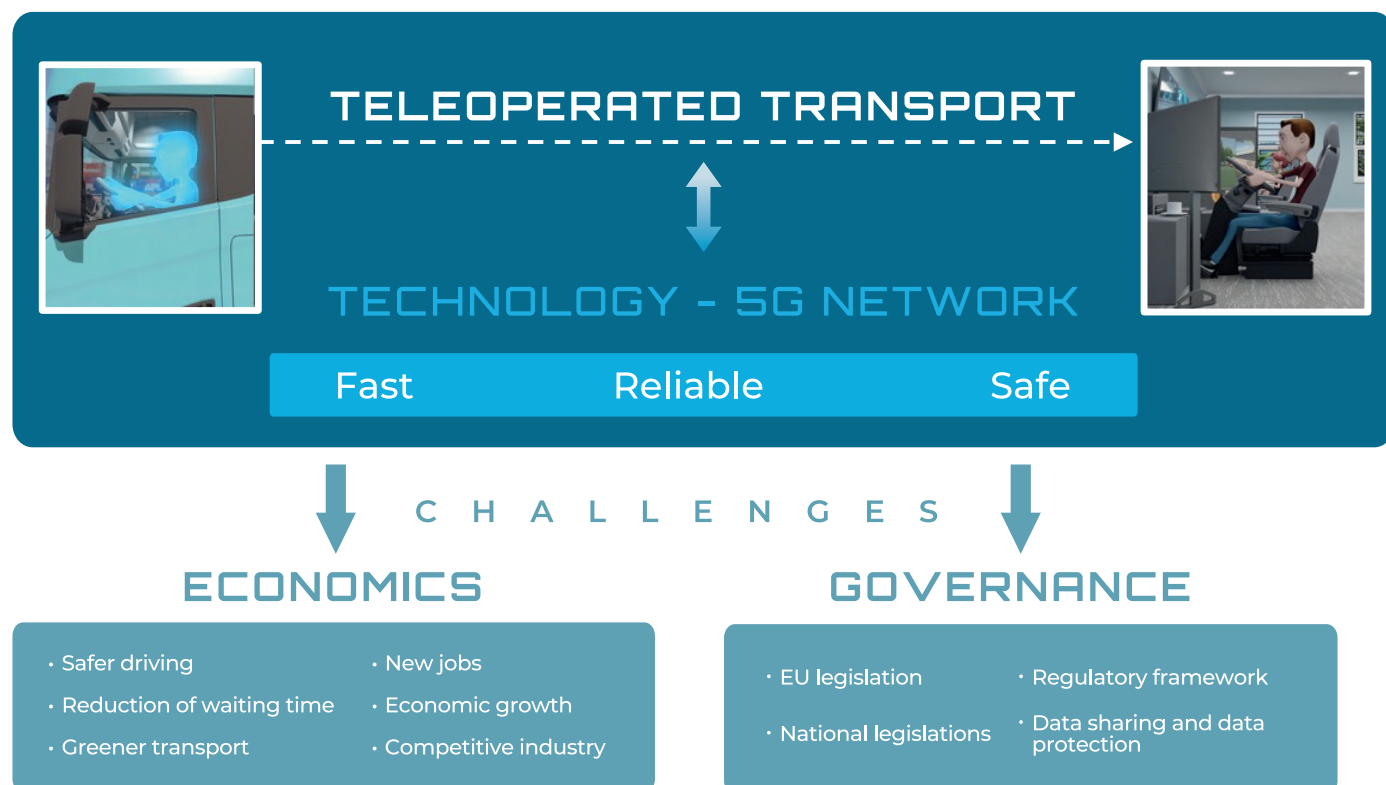 TELEOPERATED TRANSPORT
TECHNOLOGY - 5G NETWORK
Fast Reliable Safe
CHALLENGES
ECONOMICS
• Safer driving
• Reduction of waiting time
• Greener transport
• New jobs
• Economic growth
• Competitive industry
GOVERNANCE
• EU legislation
• National legislations
• Regulatory framework
• Data sharing and data
protection